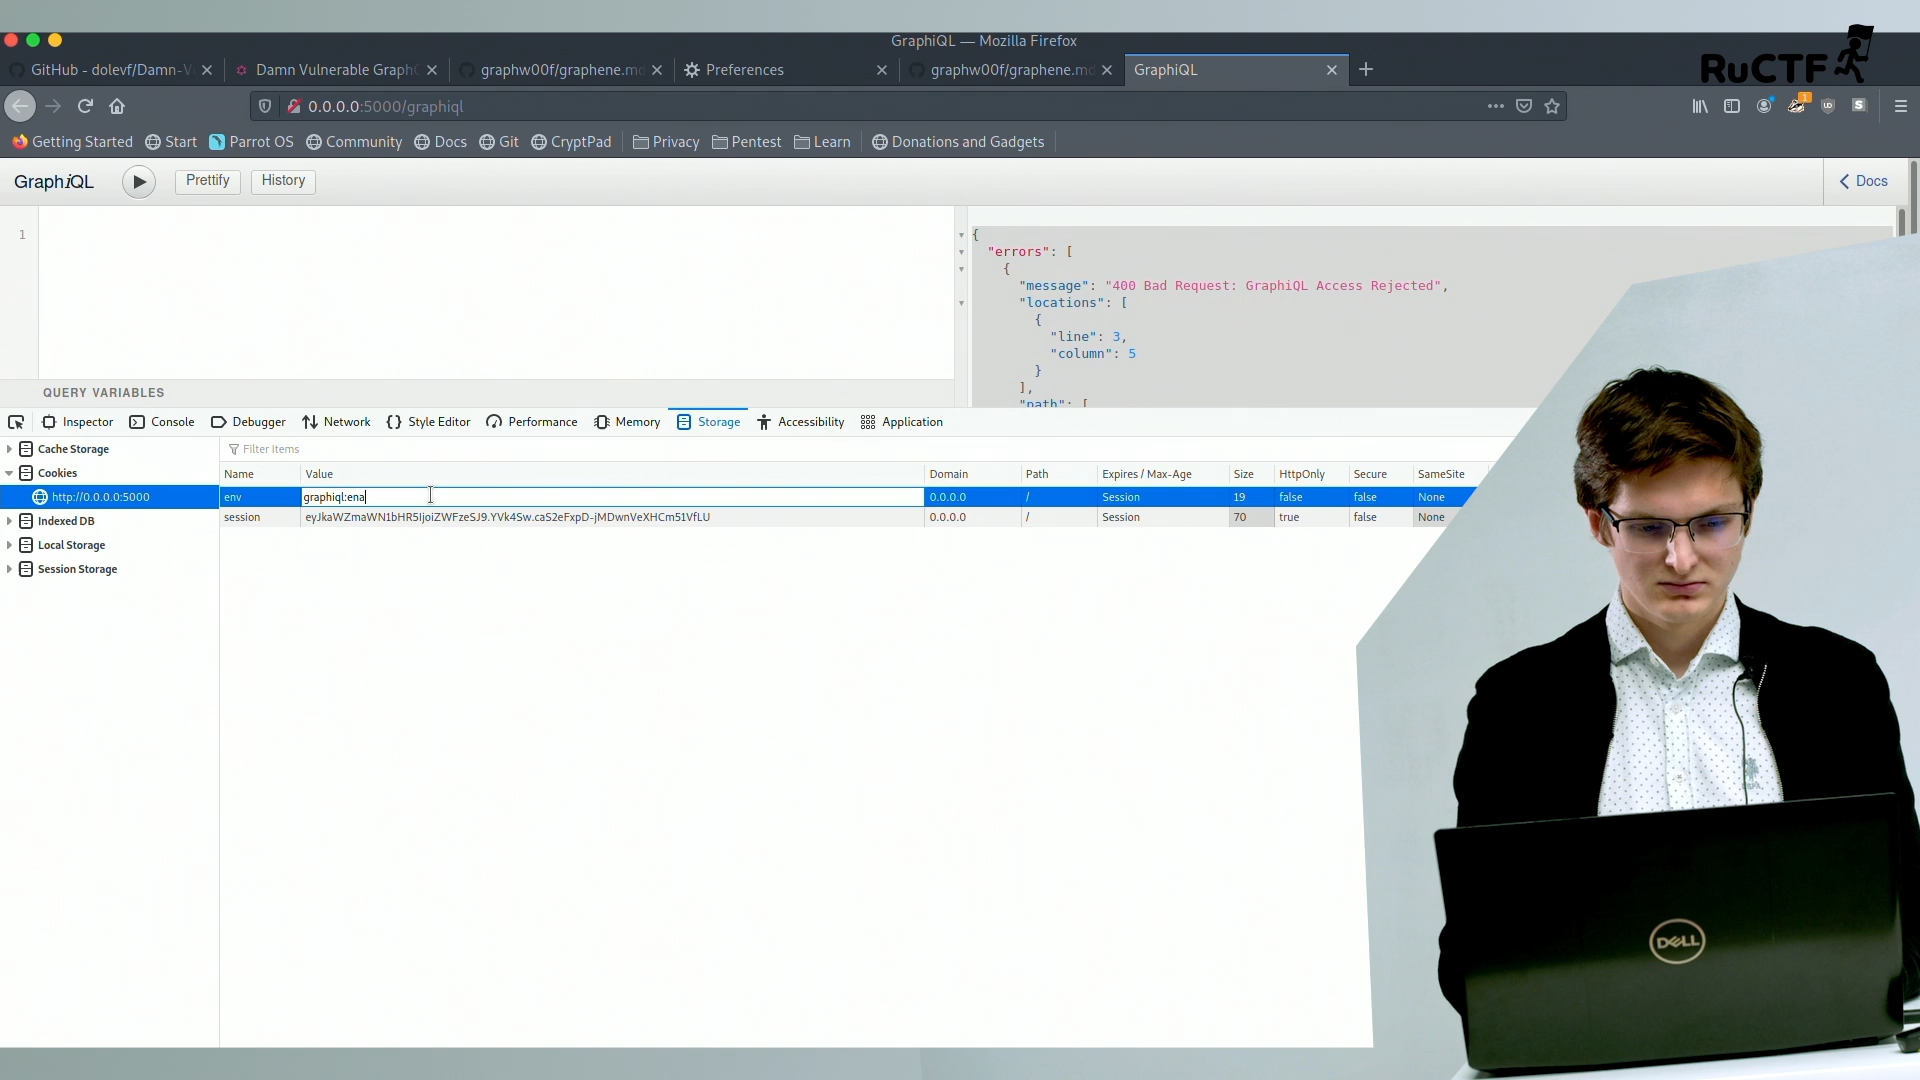 GraphiQL — Mozilla Firefox
RuCTF
GitHub - dolevf/Damn-V
Damn Vulnerable Graph
graphw00f/graphene.md
Preferences
graphw00f/graphene.md
GraphiQL
0.0.0.0:5000/graphiql
1
UD
S
Getting Started
Start
Parrot OS
Community
Docs
Git
CryptPad
Privacy
Pentest
Learn
Donations and Gadgets
GraphiQL
Prettify
History
Docs
1
{
"errors": [
{
"message": "400 Bad Request: GraphiQL Access Rejected",
"locations": [
{
"line": 3,
"column": 5
}
],
"path": [
QUERY VARIABLES
Inspector
Console
Debugger
Network
Style Editor
Performance
Memory
Storage
Accessibility
Application
Cache Storage
Cookies
http://0.0.0.0:5000
Indexed DB
Local Storage
Session Storage
Filter Items
Name Value Domain Path Expires / Max-Age Size HttpOnly Secure SameSite
env graphiql:ena 0.0.0.0 / Session 19 false false None
session eyJkaWZmaWN1bHR5IjoiZWFzeSJ9.YVk4Sw.caS2eFxpD-jMDwnVeXHCm51VfLU 0.0.0.0 / Session 70 true false None
DELL